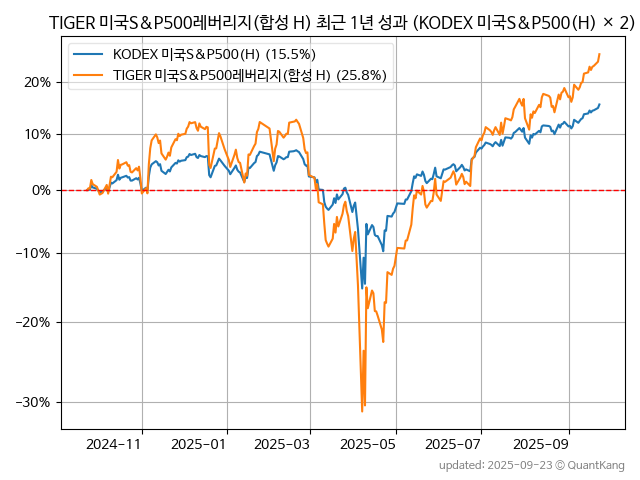 TIGER 미국S&P500레버리지(합성 H) 최근 1년 성과 (KODEX 미국S&P500(H) × 2)
KODEX 미국S&P500(H) (15.5%)
TIGER 미국S&P500레버리지(합성 H) (25.8%)
20%
10%
0%
−10%
−20%
−30%
2024-11 2025-01 2025-03 2025-05 2025-07 2025-09
updated: 2025-09-23 ⓒ QuantKang